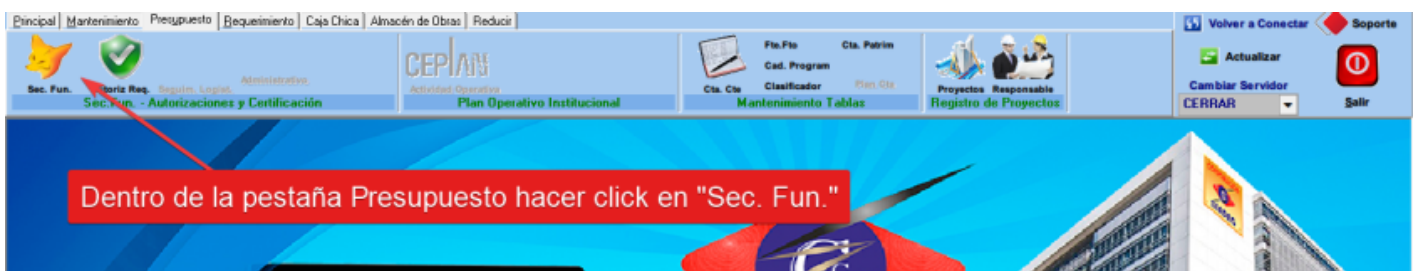 Principal Mantenimiento Presupuesto Requerimiento Caja Chica Almacén de Obras Reducir
Volver a Conectar Soporte
Fte.Fto Cta. Patrim
CEPLAN
Cad. Program
Actualizar
Administrativo
Sec. Fun. toriz Req. Seguim. Logist. Actividad Operativa Cta. Cte Clasificador Plan Cta Proyectos Responsable
Cambiar Servidor
Sec. Fun. - Autorizaciones y Certificación Plan Operativo Institucional Mantenimiento Tablas Registro de Proyectos
CERRAR Salir
Dentro de la pestaña Presupuesto hacer click en "Sec. Fun."